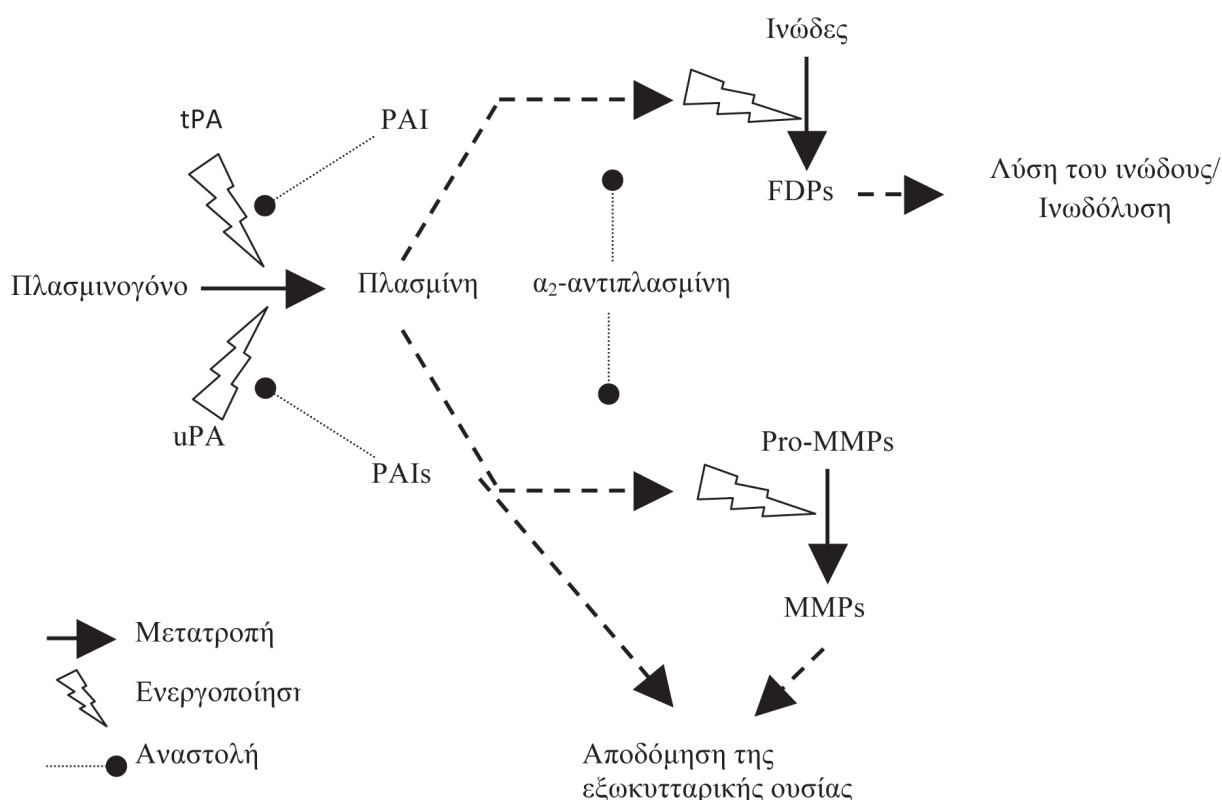 Ινώδες
tPA
PAI
FDPs
Λύση του ινώδους/
Ινωδόλυση
Πλασμινογόνο
Πλασμίνη
α₂-αντιπλασμίνη
uPA
PAIs
Pro-MMPs
MMPs
Μετατροπή
Ενεργοποίησι
Αναστολή
Αποδόμηση της
εξωκυτταρικής ουσίας